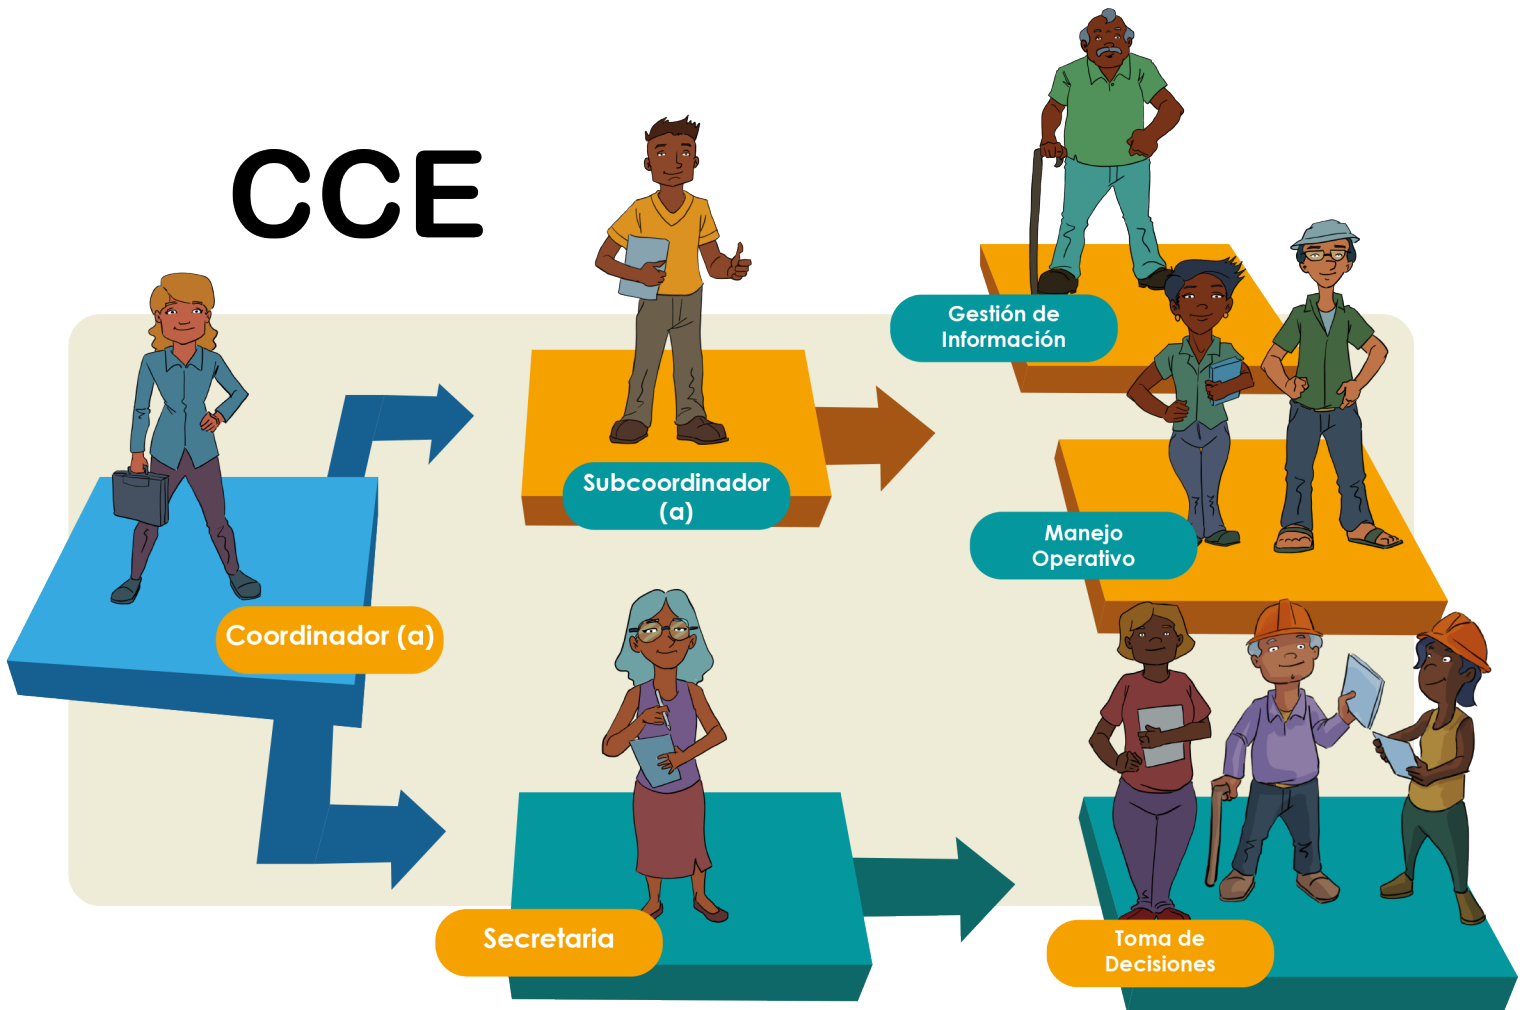 CCE
Coordinador (a)
Subcoordinador
(a)
Gestión de
Información
Manejo
Operativo
Secretaria
Toma de
Decisiones